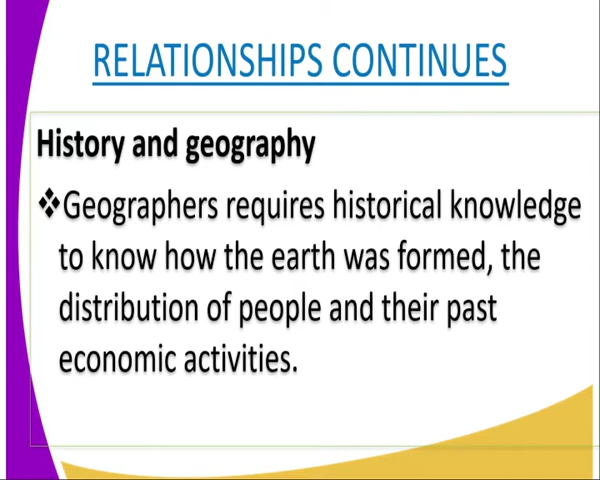 RELATIONSHIPS CONTINUES
History and geography
❖Geographers requires historical knowledge
to know how the earth was formed, the
distribution of people and their past
economic activities.